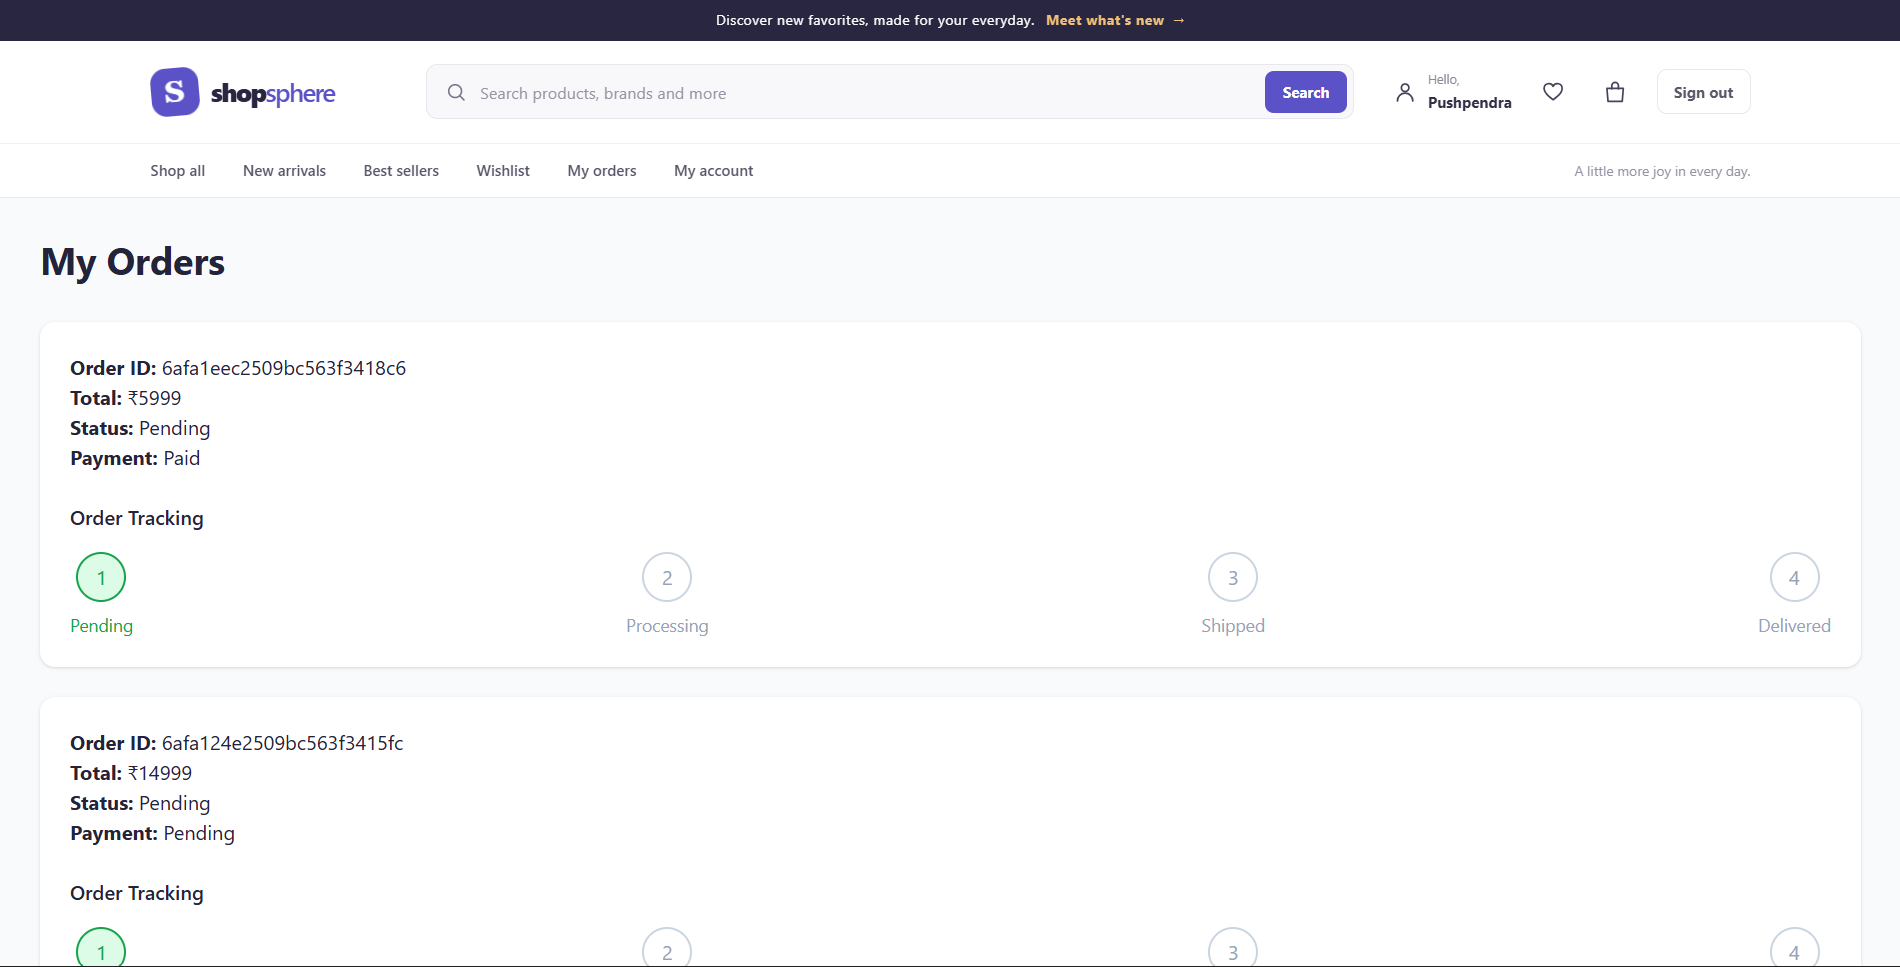 Discover new favorites, made for your everyday. Meet what's new →
S shopsphere
Search products, brands and more
Search
Hello,
Pushpendra
Sign out
Shop all New arrivals Best sellers Wishlist My orders My account
A little more joy in every day.
My Orders
Order ID: 6afa1eec2509bc563f3418c6
Total: ₹5999
Status: Pending
Payment: Paid
Order Tracking
1 2 3 4
Pending Processing Shipped Delivered
Order ID: 6afa124e2509bc563f3415fc
Total: ₹14999
Status: Pending
Payment: Pending
Order Tracking
1 2 3 4